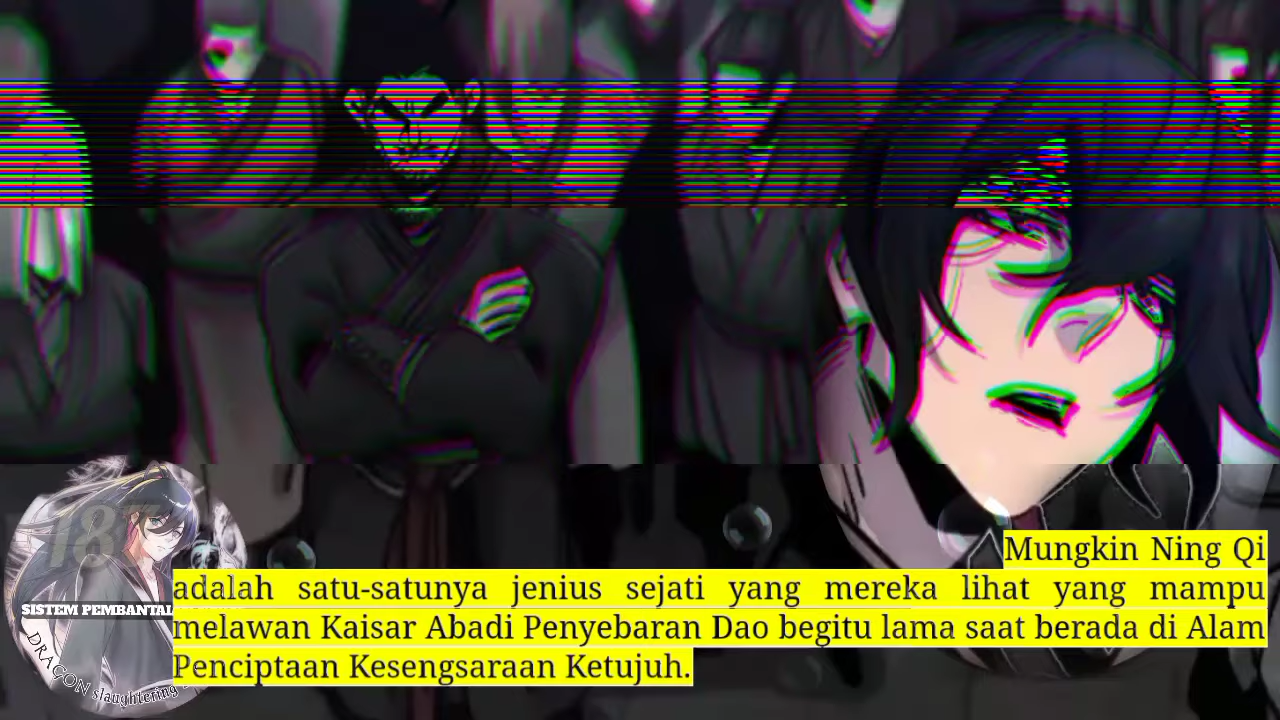 187
Mungkin Ning Qi
adalah satu-satunya jenius sejati yang mereka lihat yang mampu
melawan Kaisar Abadi Penyebaran Dao begitu lama saat berada di Alam
Penciptaan Kesengsaraan Ketujuh.
SISTEM PEMBANTAI
DRAGON slaughtering